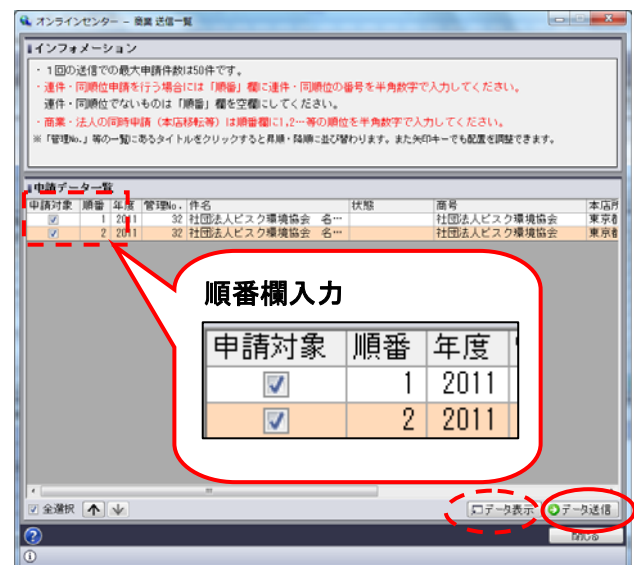 オンラインセンター － 商業 送信一覧
インフォメーション
・１回の送信での最大申請件数は50件です。
・連件・同順位申請を行う場合には「順番」欄に連件・同順位の番号を半角数字で入力してください。
連件・同順位でないものは「順番」欄を空欄にしてください。
・商業・法人の同時申請（本店移転等）は順番欄に1,2…等の順位を半角数字で入力してください。
※「管理No.」等の一覧にあるタイトルをクリックすると昇順・降順に並び替わります。また矢印キーでも配置を調整できます。
申請データ一覧
申請対象 順番 年度 管理No. 件名 状態 商号 本店所
1 2011 32 社団法人ビスク環境協会 名… 社団法人ビスク環境協会 東京都
2 2011 32 社団法人ビスク環境協会 名… 社団法人ビスク環境協会 東京都
順番欄入力
申請対象 順番 年度
1 2011
2 2011
全選択 データ表示 データ送信
閉じる